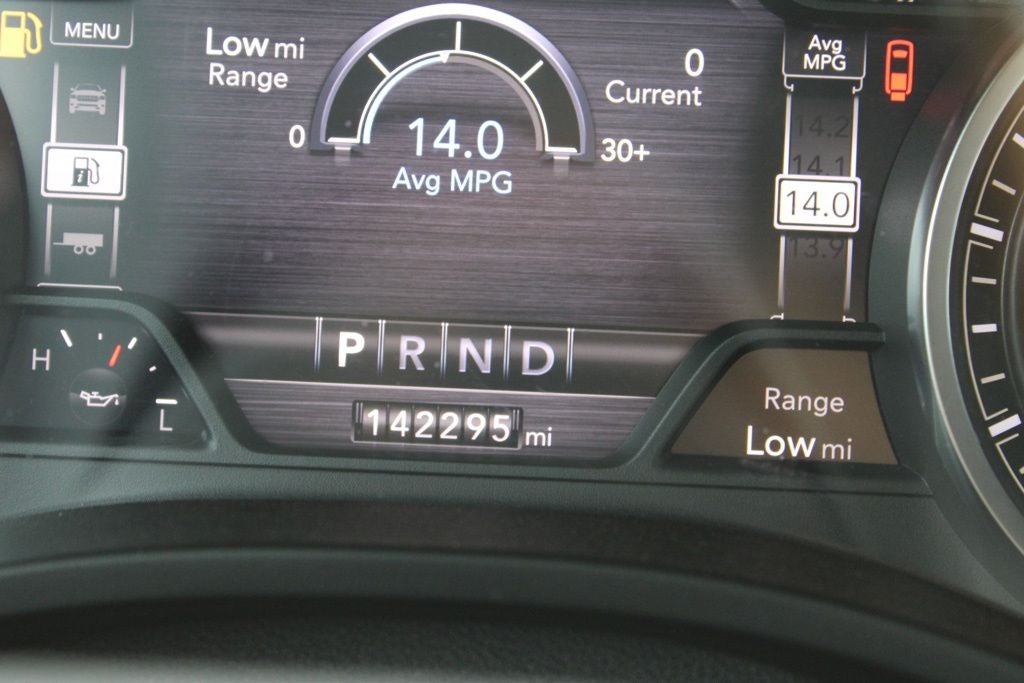 MENU
Low mi
Range
0
Current
Avg
MPG
0
14.0
30+
Avg MPG
14.2
14.1
14.0
13.9
H
L
P R N D
142295 mi
Range
Low mi